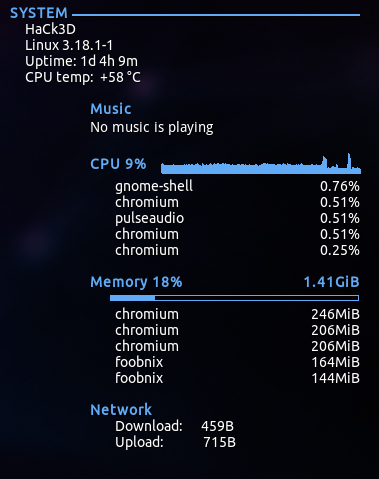 SYSTEM
HaCk3D
Linux 3.18.1-1
Uptime: 1d 4h 9m
CPU temp: +58 °C
Music
No music is playing
CPU 9%
gnome-shell 0.76%
chromium 0.51%
pulseaudio 0.51%
chromium 0.51%
chromium 0.25%
Memory 18% 1.41GiB
chromium 246MiB
chromium 206MiB
chromium 206MiB
foobnix 164MiB
foobnix 144MiB
Network
Download: 459B
Upload: 715B